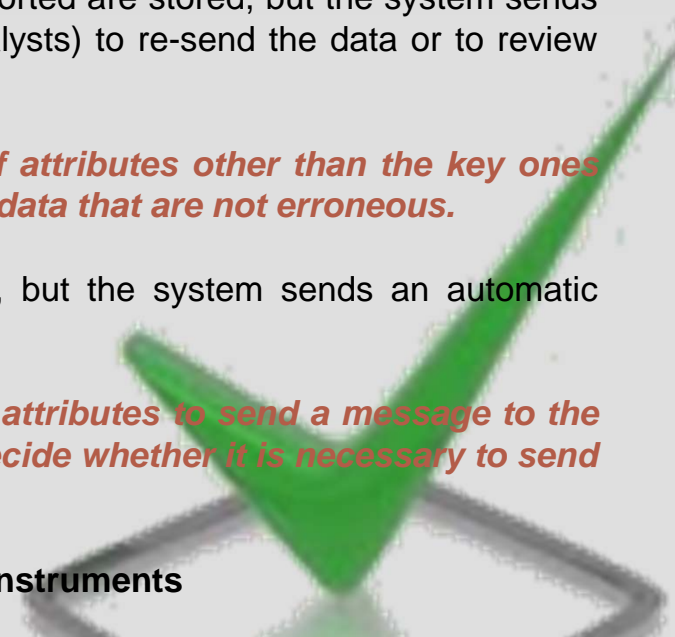 orted are stored, but the system sends
alysts) to re-send the data or to review
f attributes other than the key ones
data that are not erroneous.
, but the system sends an automatic
attributes to send a message to the
ecide whether it is necessary to send
nstruments